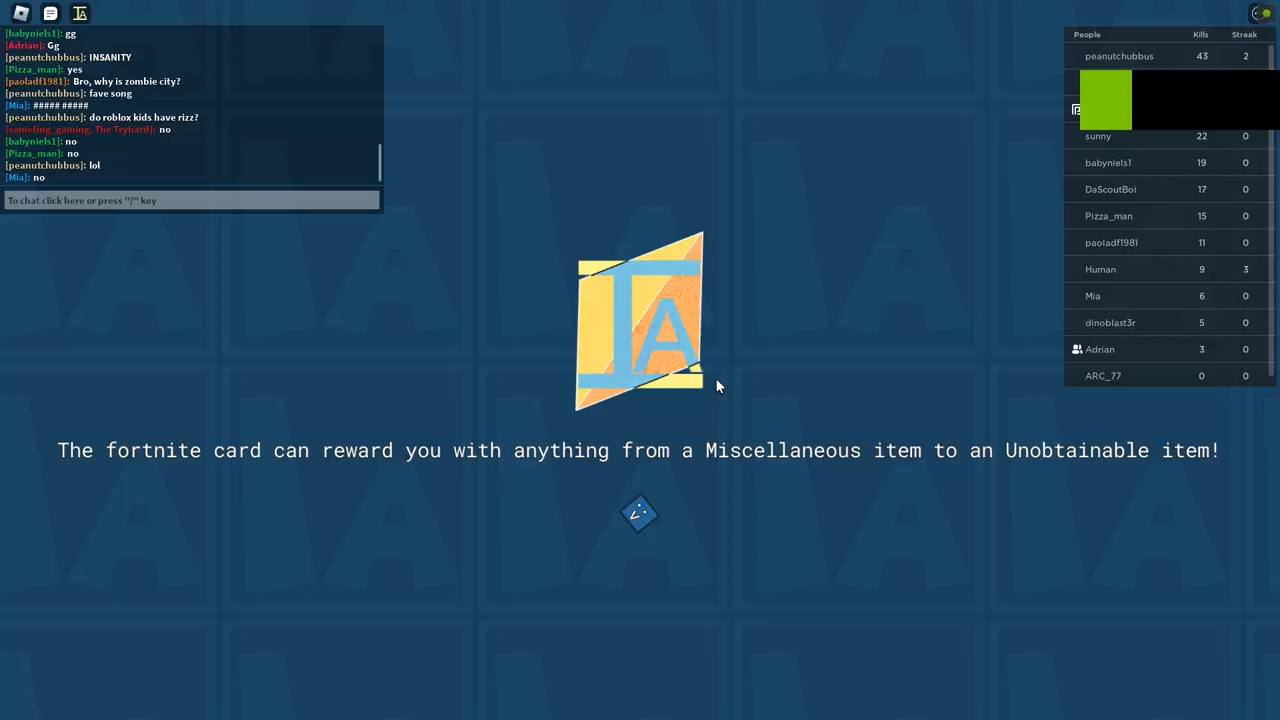 [babyniels1]: gg
[Adrian]: Gg
[peanutchubbus]: INSANITY
[Pizza_man]: yes
[paoladf1981]: Bro, why is zombie city?
[peanutchubbus]: fave song
[Mia]: ##### #####
[peanutchubbus]: do roblox kids have rizz?
[someting_gaming, The Tryhard]: no
[babyniels1]: no
[Pizza_man]: no
[peanutchubbus]: lol
[Mia]: no
To chat click here or press "/" key
People Kills Streak
peanutchubbus 43 2
sunny 22 0
babyniels1 19 0
DaScoutBoi 17 0
Pizza_man 15 0
paoladf1981 11 0
Human 9 3
Mia 6 0
dinoblast3r 5 0
Adrian 3 0
ARC_77 0 0
IA
The fortnite card can reward you with anything from a Miscellaneous item to an Unobtainable item!